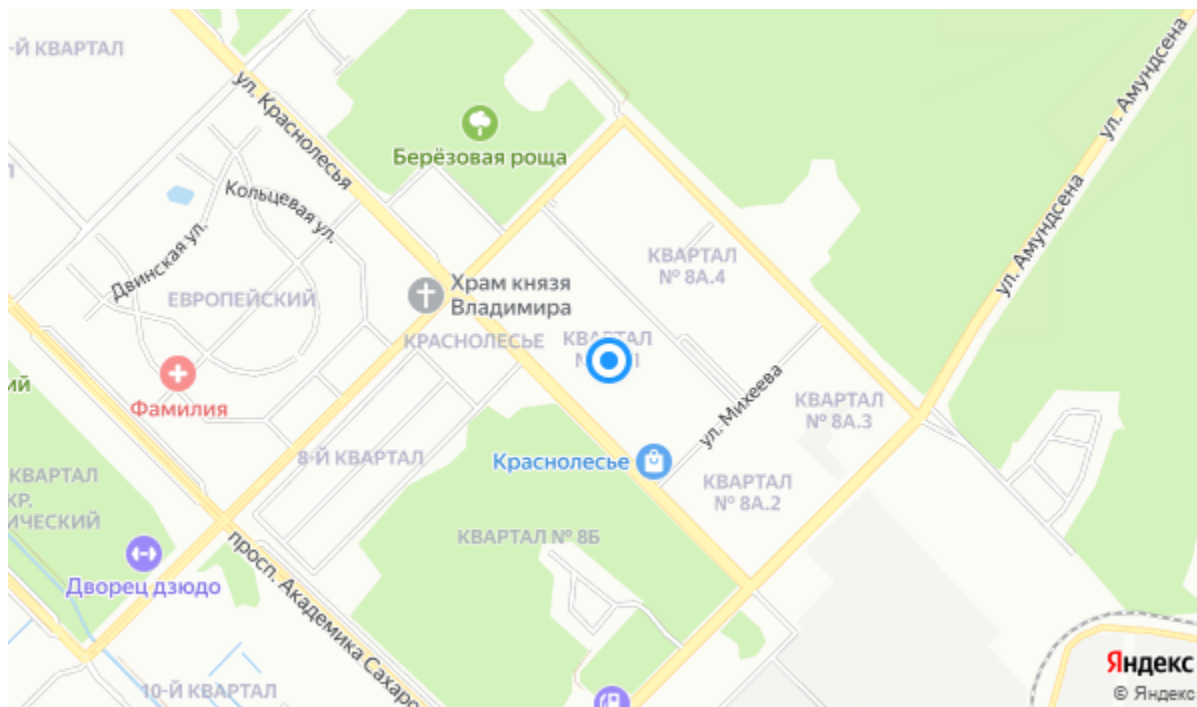 -Й КВАРТАЛ
ул. Краснолесья
ул. Амундсена
Берёзовая роща
Кольцевая ул.
Двинская ул.
ул. Амундсена
КВАРТАЛ
№ 8А.4
Храм князя
Владимира
ЕВРОПЕЙСКИЙ
КРАСНОЛЕСЬЕ
КВАРТАЛ
ий
Фамилия
ул. Михеева
КВАРТАЛ
№ 8А.3
8-Й КВАРТАЛ
Краснолесье
КВАРТАЛ
№ 8А.2
КВАРТАЛ
КР.
ИЧЕСКИЙ
КВАРТАЛ № 8Б
просп. Академика Сахаро
Дворец дзюдо
10-Й КВАРТАЛ
Яндекс
© Яндекс